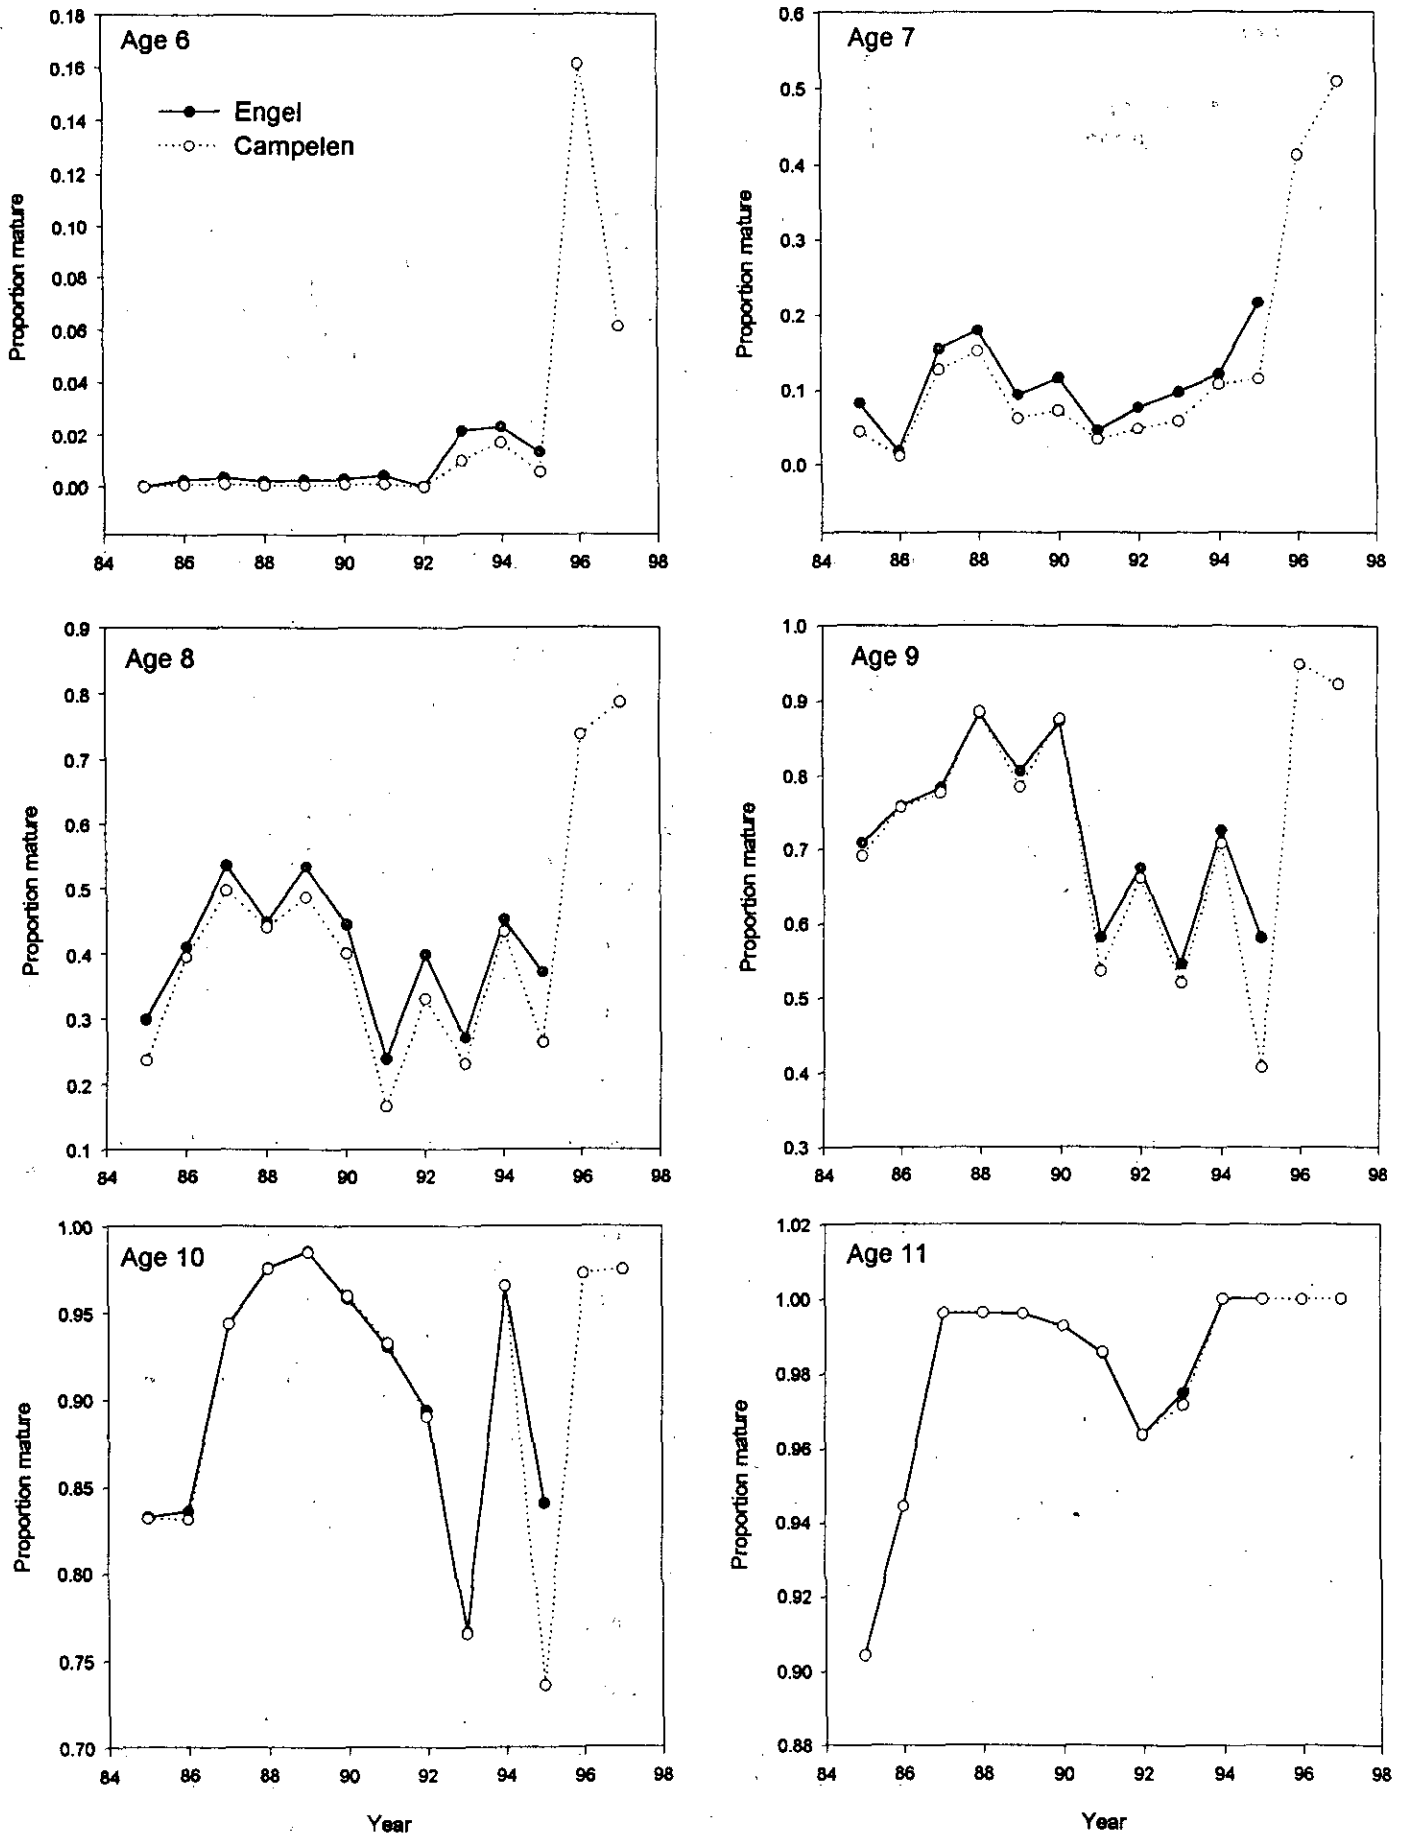 Age 6
Engel
Campelen
Proportion mature
0.18
0.16
0.14
0.12
0.10
0.08
0.06
0.04
0.02
0.00
84 86 88 90 92 94 96 98
Age 7
Proportion mature
0.6
0.5
0.4
0.3
0.2
0.1
0.0
84 86 88 90 92 94 96 98
Age 8
Proportion mature
0.9
0.8
0.7
0.6
0.5
0.4
0.3
0.2
0.1
84 86 88 90 92 94 96 98
Age 9
Proportion mature
1.0
0.9
0.8
0.7
0.6
0.5
0.4
0.3
84 86 88 90 92 94 96 98
Age 10
Proportion mature
1.00
0.95
0.90
0.85
0.80
0.75
0.70
84 86 88 90 92 94 96 98
Year
Age 11
Proportion mature
1.02
1.00
0.98
0.96
0.94
0.92
0.90
0.88
84 86 88 90 92 94 96 98
Year